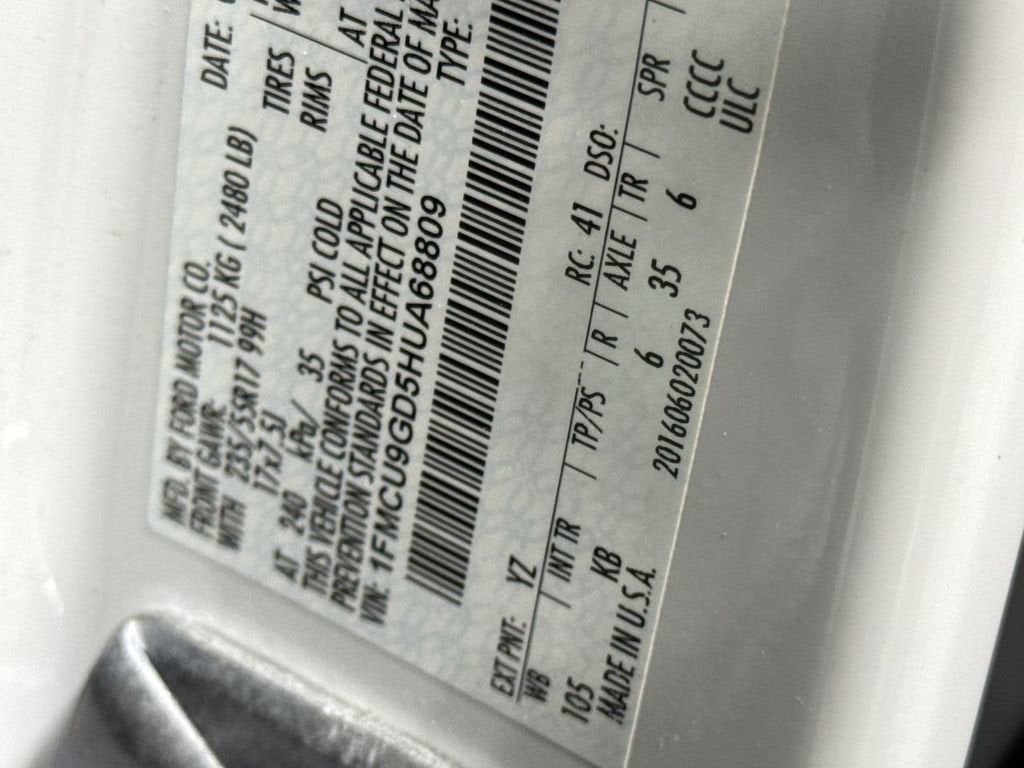 MFD. BY FORD MOTOR CO.
DATE:
FRONT GAWR: 1125 KG ( 2480 LB)
WITH 235/55R17 99H TIRES
17x7.5J RIMS
AT 240 kPa/ 35 PSI COLD AT
THIS VEHICLE CONFORMS TO ALL APPLICABLE FEDERAL
PREVENTION STANDARDS IN EFFECT ON THE DATE OF MA
VIN: 1FMCU9GD5HUA68809 TYPE:
EXT PNT: YZ RC: 41 DSO:
WB | INT TR | TP/PS | R | AXLE | TR | SPR
105 KB 6 35 6 CCCC
MADE IN U.S.A. 201606020073 ULC